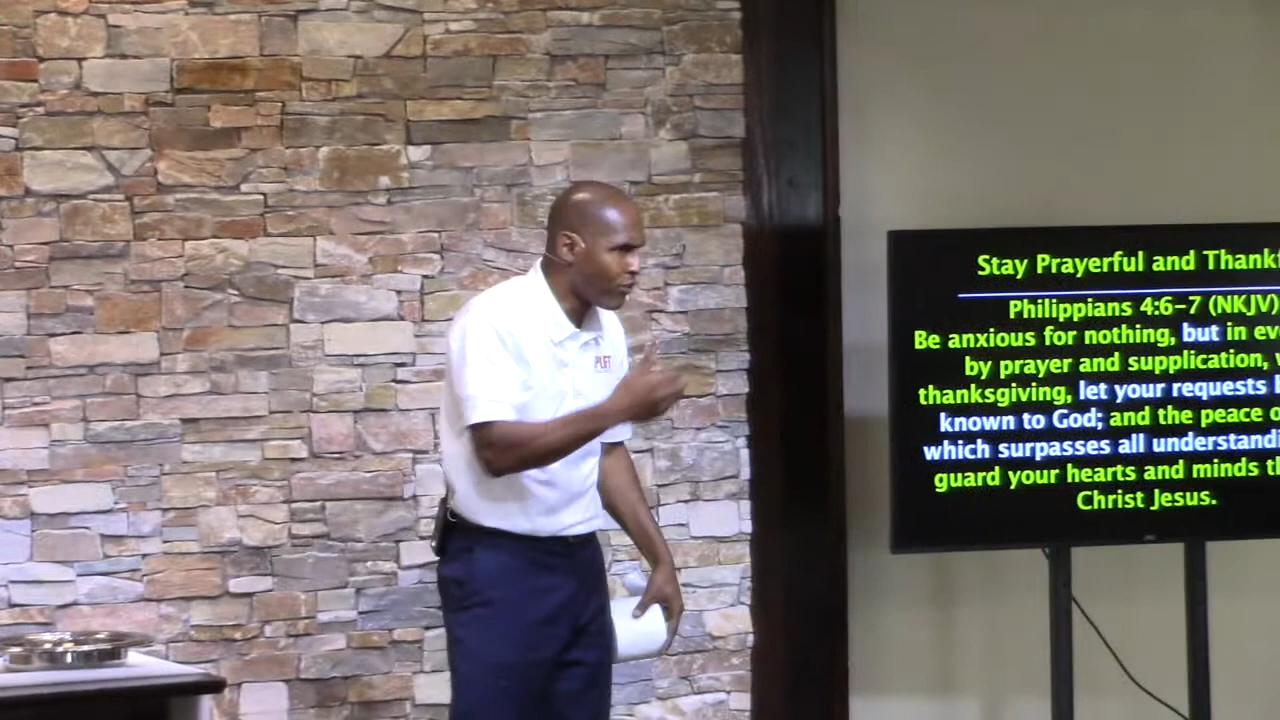 Stay Prayerful and Thankf
Philippians 4:6–7 (NKJV)
Be anxious for nothing, but in ev
by prayer and supplication, w
thanksgiving, let your requests b
known to God; and the peace o
which surpasses all understandi
guard your hearts and minds th
Christ Jesus.